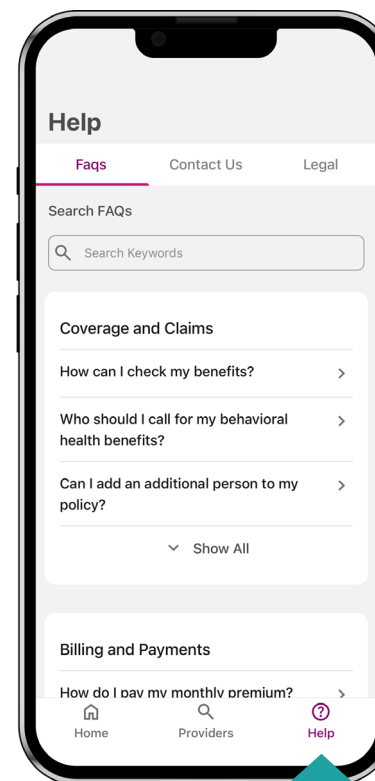 Help
Faqs Contact Us Legal
Search FAQs
Search Keywords
Coverage and Claims
How can I check my benefits?
Who should I call for my behavioral
health benefits?
Can I add an additional person to my
policy?
Show All
Billing and Payments
How do I pay my monthly premium?
Home Providers Help